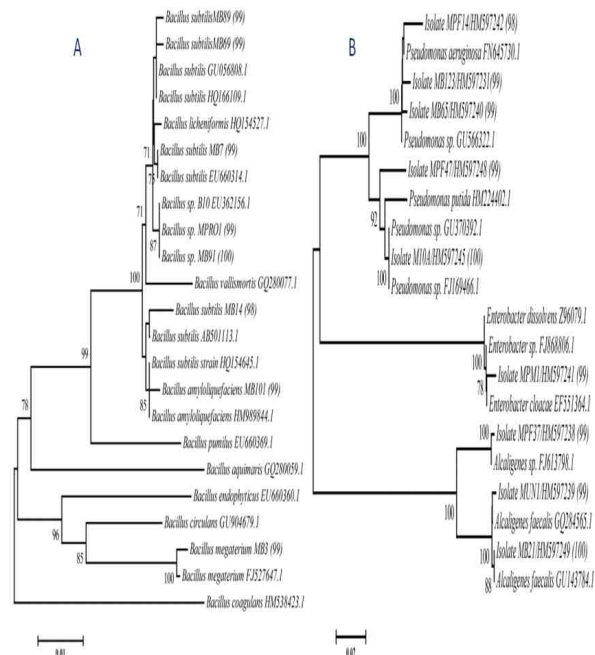 A
Bacillus subtilisMB89 (99)
Bacillus subtilisMB69 (99)
Bacillus subtilis GU056808.1
Bacillus subtilis HQ166109.1
Bacillus licheniformis HQ154527.1
71
Bacillus subtilis MB7 (99)
75
Bacillus subtilis EU660314.1
Bacillus sp. B10 EU362156.1
71
Bacillus sp. MPRO1 (99)
87
Bacillus sp. MB91 (100)
100
Bacillus vallismortis GQ280077.1
Bacillus subtilis MB14 (98)
Bacillus subtilis AB501113.1
99
Bacillus subtilis strain HQ154645.1
Bacillus amyloliquefaciens MB101 (99)
85
Bacillus amyloliquefaciens HM989844.1
78
Bacillus pumilus EU660369.1
Bacillus aquimaris GQ280059.1
Bacillus endophyticus EU660360.1
96
Bacillus circulans GU904679.1
85
Bacillus megaterium MB3 (99)
100
Bacillus megaterium FJ527647.1
Bacillus coagulans HM538423.1
0.01
B
Isolate MPF14/HM597242 (98)
Pseudomonas aeruginosa FN645730.1
Isolate MB123/HM597231(99)
100
Isolate MB65/HM597240 (99)
100
Pseudomonas sp. GU566322.1
Isolate MPF47/HM597248 (99)
Pseudomonas putida HM224402.1
92
Pseudomonas sp. GU370392.1
Isolate M10A/HM597245 (100)
100
Pseudomonas sp. FJ169466.1
Enterobacter dissolvens Z96079.1
Enterobacter sp. FJ868806.1
100
Isolate MPM1/HM597241 (99)
78
Enterobacter cloacae EF551364.1
100
Isolate MPF37/HM597238 (99)
Alcaligenes sp. FJ613798.1
Isolate MUN1/HM597239 (99)
100
Alcaligenes faecalis GQ284565.1
100
Isolate MB21/HM597249 (100)
88
Alcaligenes faecalis GU143784.1
0.02